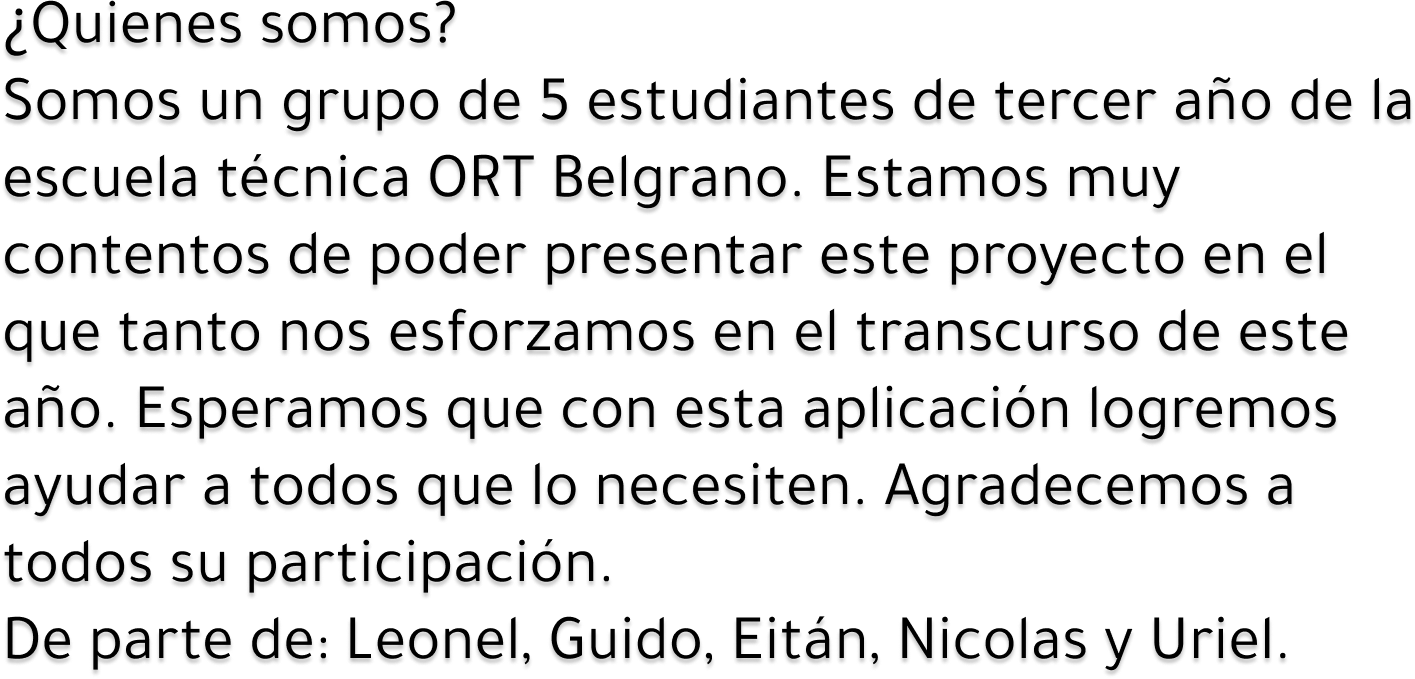 ¿Quienes somos?
Somos un grupo de 5 estudiantes de tercer año de la
escuela técnica ORT Belgrano. Estamos muy
contentos de poder presentar este proyecto en el
que tanto nos esforzamos en el transcurso de este
año. Esperamos que con esta aplicación logremos
ayudar a todos que lo necesiten. Agradecemos a
todos su participación.
De parte de: Leonel, Guido, Eitán, Nicolas y Uriel.